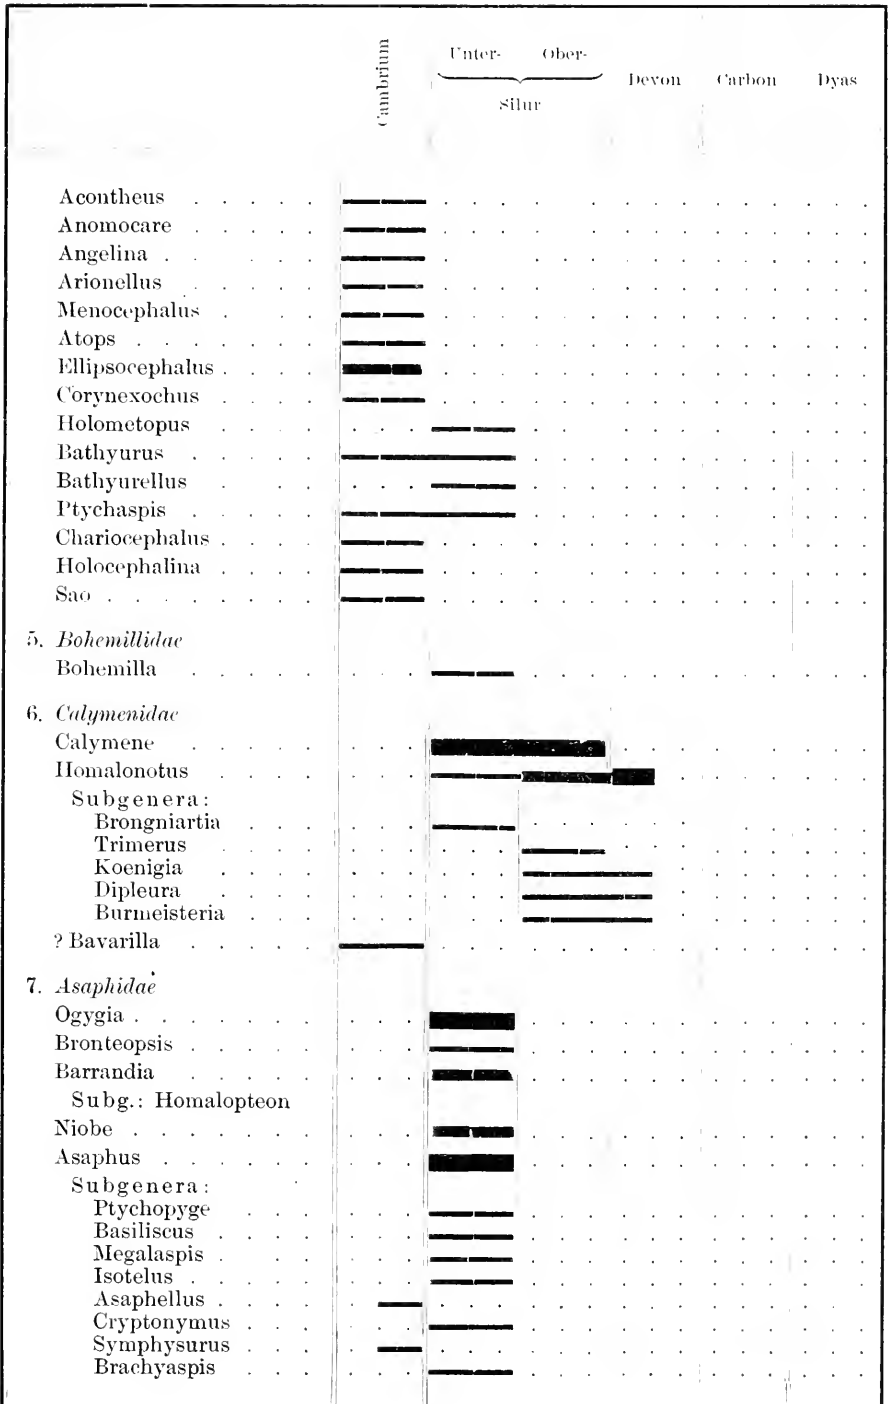 Cambrium
Unter- Ober-
Silur
Devon Carbon Dyas
Acontheus
Anomocare
Angelina
Arionellus
Menocephalus
Atops
Ellipsocephalus
Corynexochus
Holometopus
Bathyurus
Bathyurellus
Ptychaspis
Chariocephalus
Holocephalina
Sao
5. Bohemillidae
Bohemilla
6. Calymenidae
Calymene
Homalonotus
Subgenera:
Brongniartia
Trimerus
Koenigia
Dipleura
Burmeisteria
? Bavarilla
7. Asaphidae
Ogygia
Bronteopsis
Barrandia
Subg.: Homalopteon
Niobe
Asaphus
Subgenera:
Ptychopyge
Basiliscus
Megalaspis
Isotelus
Asaphellus
Cryptonymus
Symphysurus
Brachyaspis